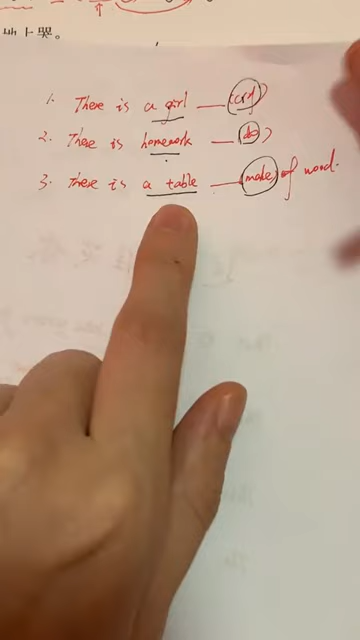 地上哭。
1. There is a girl —— (cry)
2. There is homework — (do)
3. There is a table —— (make) of wood.